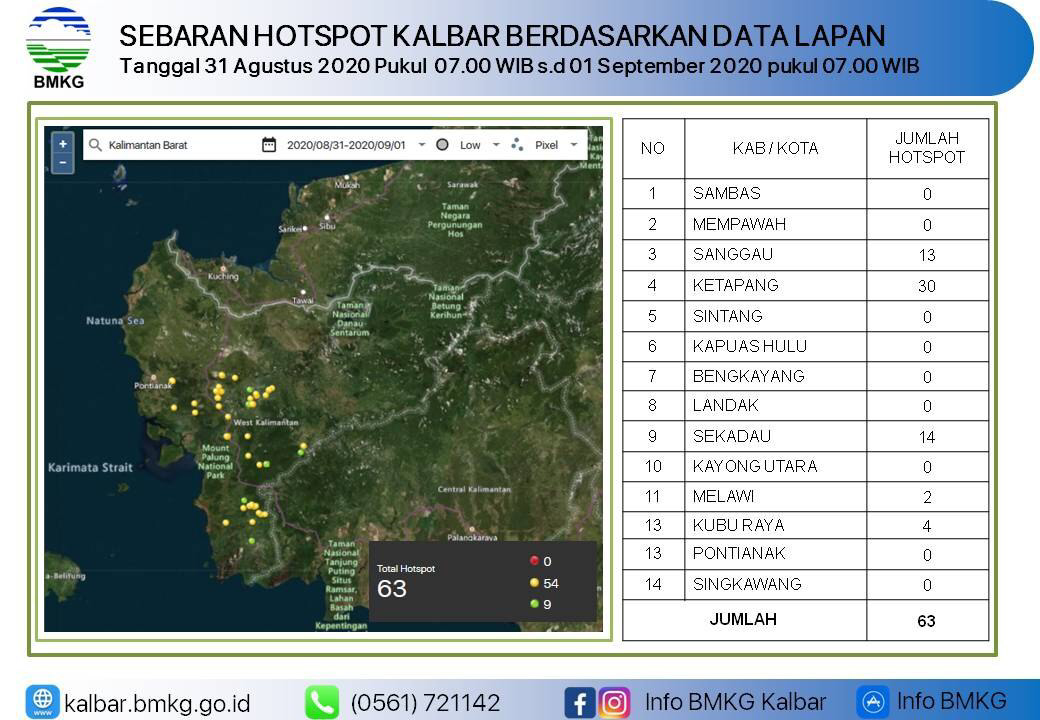 SEBARAN HOTSPOT KALBAR BERDASARKAN DATA LAPAN
Tanggal 31 Agustus 2020 Pukul 07.00 WIB s.d 01 September 2020 pukul 07.00 WIB
BMKG
+
-
Kalimantan Barat 2020/08/31-2020/09/01 Low Pixel
Mukah
Sarawak
Taman
Negara
Pergunungan
Hos
Sarikei
Sibu
Kuching
Tawai
Taman
Nasional
Danau
Sentarum
Taman
Nasional
Betung
Kerihun
Natuna Sea
Pontianak
West Kalimantan
Mount
Palung
National
Park
Karimata Strait
Central Kalimantan
Palangkaraya
a-Belitung
Taman
Nasional
Tanjung
Puting
Situs
Ramsar,
Lahan
Basah
dari
Kepentingan
Total Hotspot
63
0
54
9
NO KAB / KOTA JUMLAH HOTSPOT
1 SAMBAS 0
2 MEMPAWAH 0
3 SANGGAU 13
4 KETAPANG 30
5 SINTANG 0
6 KAPUAS HULU 0
7 BENGKAYANG 0
8 LANDAK 0
9 SEKADAU 14
10 KAYONG UTARA 0
11 MELAWI 2
13 KUBU RAYA 4
13 PONTIANAK 0
14 SINGKAWANG 0
JUMLAH 63
kalbar.bmkg.go.id (0561) 721142 Info BMKG Kalbar Info BMKG